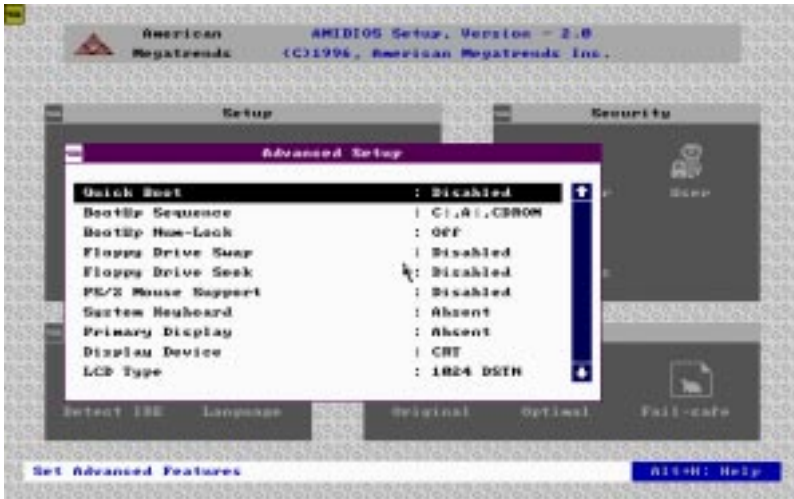 American Megatrends
AMIBIOS Setup, Version - 2.0
(C)1996, American Megatrends Inc.
Setup
Security
Advanced Setup
Quick Boot : Disabled
BootUp Sequence : C:,A:,CDROM
BootUp Num-Lock : Off
Floppy Drive Swap : Disabled
Floppy Drive Seek : Disabled
PS/2 Mouse Support : Disabled
System Keyboard : Absent
Primary Display : Absent
Display Device : CRT
LCD Type : 1024 DSTN
User
Detect IDE
Language
Original
Optimal
Fail-safe
Set Advanced Features
Alt+H: Help